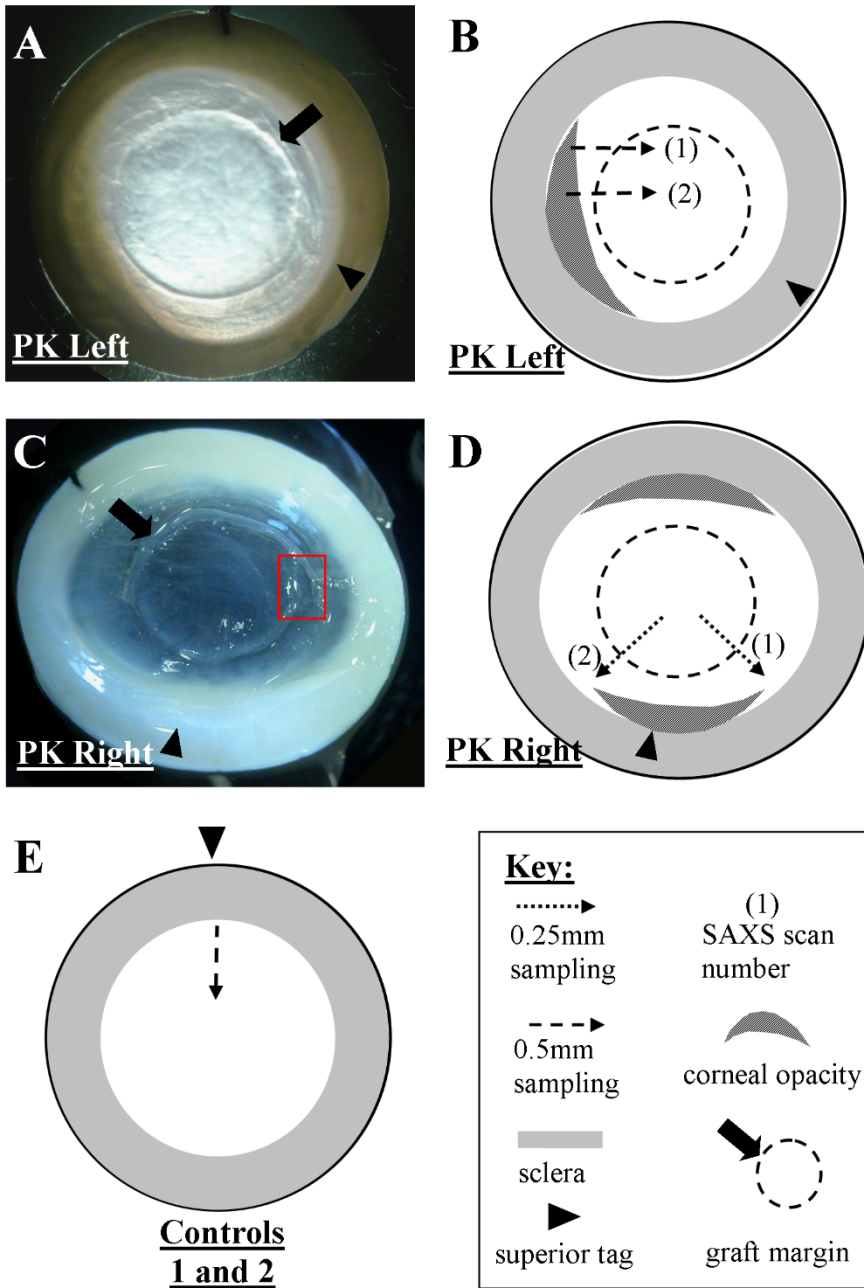 A
PK Left
B
(1)
(2)
PK Left
C
PK Right
D
(2)
(1)
PK Right
E
Controls
1 and 2
Key:
0.25mm
sampling
(1)
SAXS scan
number
0.5mm
sampling
corneal opacity
sclera
superior tag
graft margin